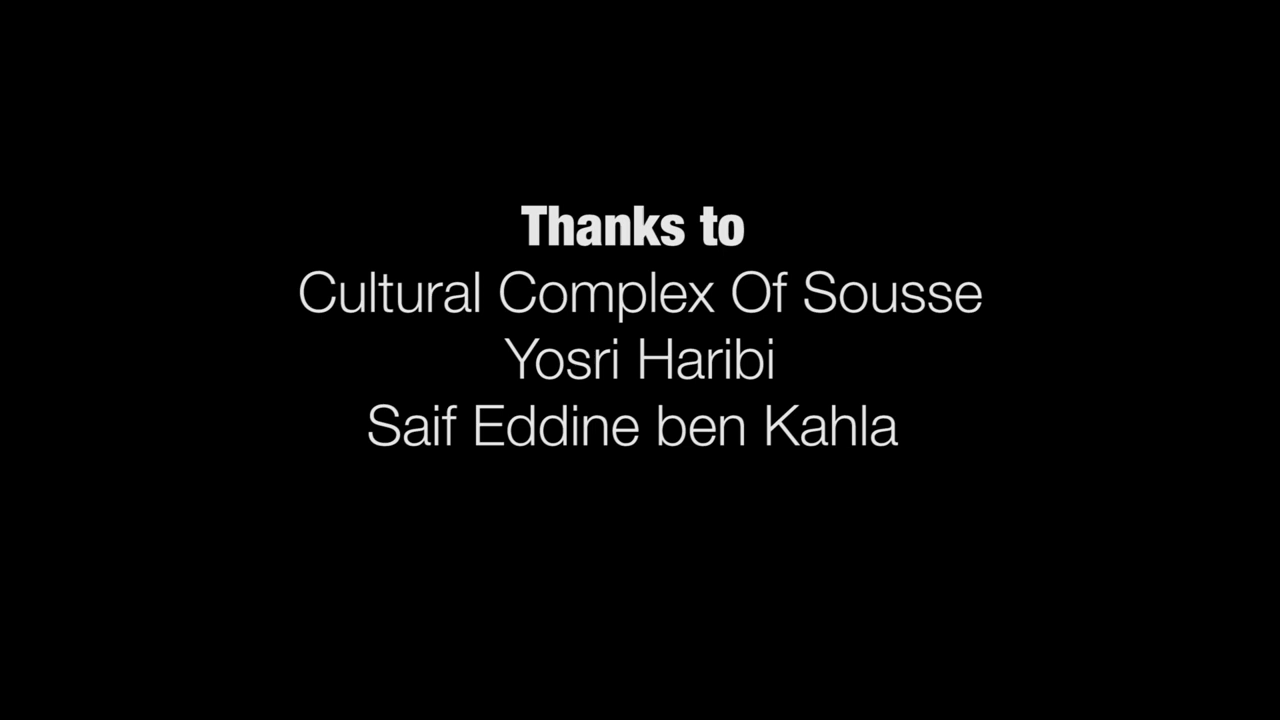 Thanks to
Cultural Complex Of Sousse
Yosri Haribi
Saif Eddine ben Kahla